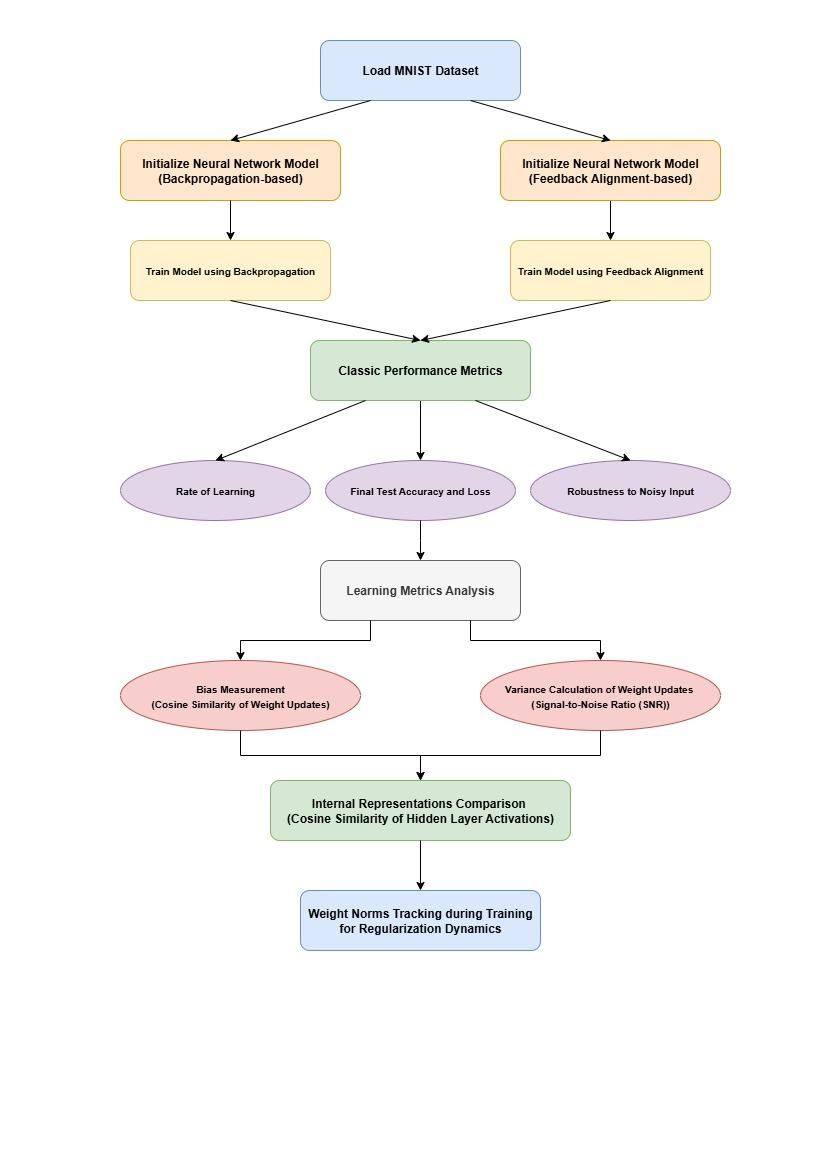 Load MNIST Dataset
Initialize Neural Network Model
(Backpropagation-based)
Initialize Neural Network Model
(Feedback Alignment-based)
Train Model using Backpropagation
Train Model using Feedback Alignment
Classic Performance Metrics
Rate of Learning
Final Test Accuracy and Loss
Robustness to Noisy Input
Learning Metrics Analysis
Bias Measurement
(Cosine Similarity of Weight Updates)
Variance Calculation of Weight Updates
(Signal-to-Noise Ratio (SNR))
Internal Representations Comparison
(Cosine Similarity of Hidden Layer Activations)
Weight Norms Tracking during Training
for Regularization Dynamics